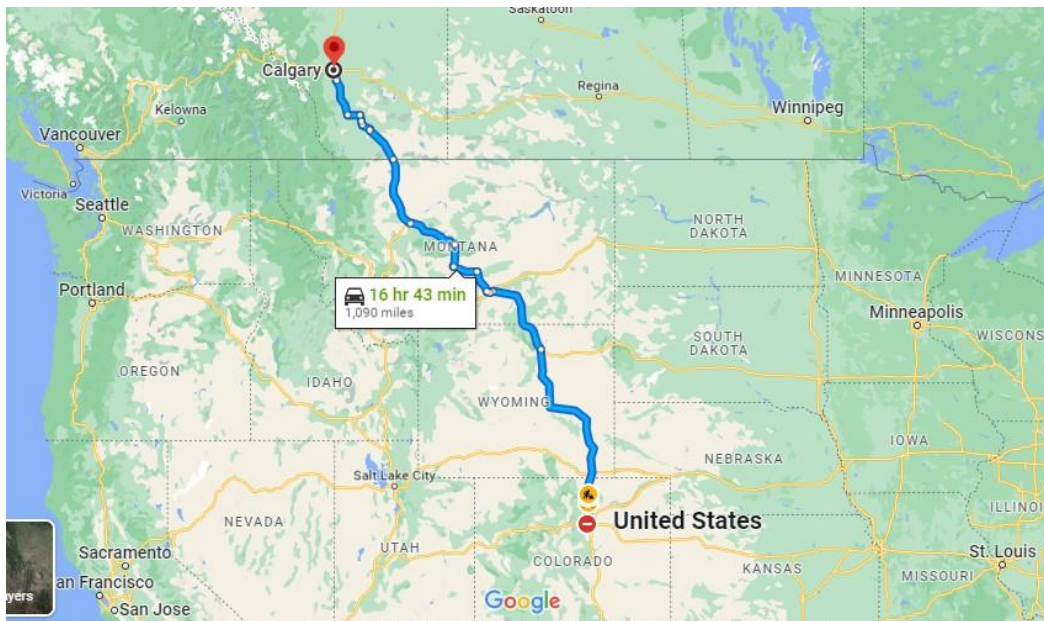 Saskatoon
Calgary
Regina
Kelowna
Winnipeg
Vancouver
Victoria
Seattle
WASHINGTON
NORTH
DAKOTA
MONTANA
MINNESOTA
16 hr 43 min
1,090 miles
Portland
Minneapolis
SOUTH
DAKOTA
WISCONS
OREGON
IDAHO
WYOMING
IOWA
NEBRASKA
Salt Lake City
ILLINOI
United States
NEVADA
UTAH
COLORADO
KANSAS
St. Louis
MISSOURI
Sacramento
an Francisco
San Jose
ayers
Google